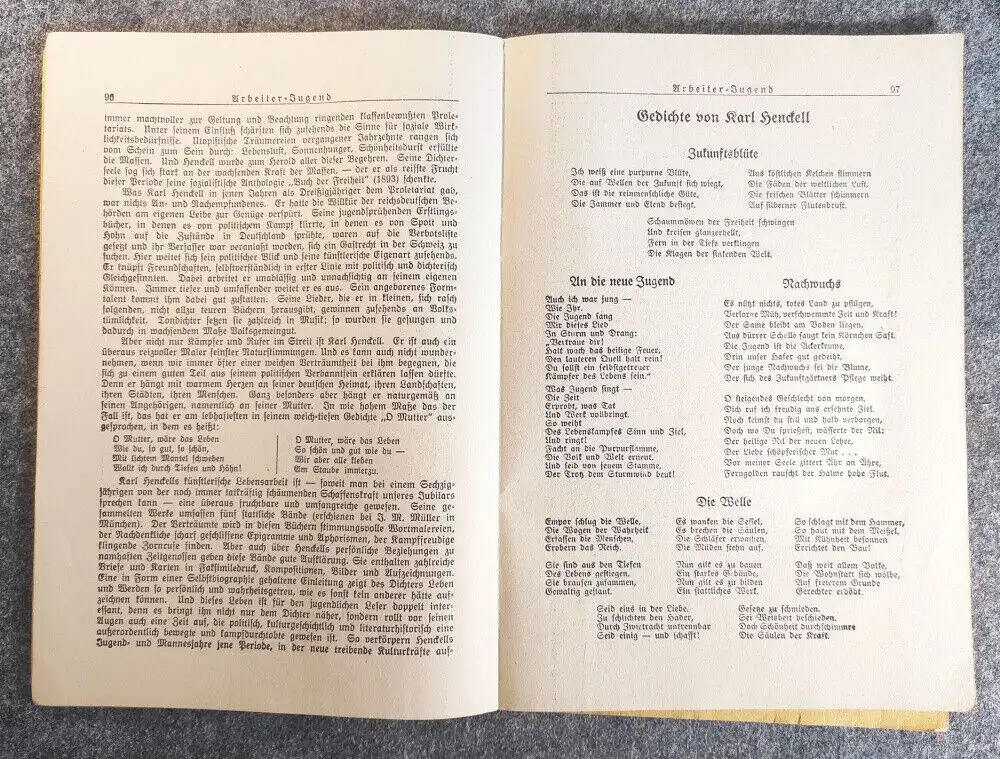 96
Arbeiter-Jugend
immer machtvoller zur Geltung und Beachtung ringenden klassenbewußten Prole-
tariats. Unter seinem Einfluß schärften sich zusehends die Sinne für soziale Wirk-
lichkeitsbedürfnisse. Utopistische Träumereien vergangener Jahrzehnte rangen sich
von Schein zum Sein durch: Lebenslust, Sonnenhunger, Schönheitsdurst erfüllte
die Massen. Und Henckell wurde zum Herold aller dieser Begehren. Seine Dichter-
seele sog sich stark an der wachsenden Kraft der Massen, — der er als reifste Frucht
dieser Periode seine sozialistische Anthologie „Buch der Freiheit" (1893) schenkte.
Was Karl Henckell in jenen Jahren als Dreißigjähriger dem Proletariat gab,
war nichts An- und Nachempfundenes. Er hatte die Willkür der reichsdeutschen Be-
hörden am eigenen Leibe zur Genüge verspürt. Seine jugendsprühenden Erstlings-
bücher, in denen es von politischem Kampf klirrte, in denen es von Spott und
Hohn auf die Zustände in Deutschland sprühte, waren auf die Verbotsliste
gesetzt und ihr Verfasser war veranlaßt worden, sich ein Gastrecht in der Schweiz zu
suchen. Hier weitet sich sein politischer Blick und seine künstlerische Eigenart zusehends.
Er knüpft Freundschaften, selbstverständlich in erster Linie mit politisch und dichterisch
Gleichgesinnten. Dabei arbeitet er unablässig und unnachsichtig an seinem eigenen
Können. Immer tiefer und umfassender weitet er es aus. Sein angeborenes Form-
talent kommt ihm dabei gut zustatten. Seine Lieder, die er in kleinen, sich rasch
folgenden, nicht allzu teuren Büchern herausgibt, gewinnen zusehends an Volks-
tümlichkeit. Tondichter setzen sie zahlreich in Musik; so wurden sie gesungen und
dadurch in wachsendem Maße Volksgemeingut.
Aber nicht nur Kämpfer und Rufer im Streit ist Karl Henckell. Er ist auch ein
überaus reizvoller Maler feinster Naturstimmungen. Und es kann auch nicht wunder-
nehmen, wenn wir immer öfter einer weichen Verträumtheit bei ihm begegnen, die
sich zu einem guten Teil aus seinem politischen Verbanntsein erklären lassen dürfte.
Denn er hängt mit warmem Herzen an seiner deutschen Heimat, ihren Landschaften,
ihren Städten, ihren Menschen. Ganz besonders aber hängt er naturgemäß an
seinen Angehörigen, namentlich an seiner Mutter. In wie hohem Maße das der
Fall ist, das hat er am lebhaftesten in seinem weich-tiefen Gedichte „O Mutter" aus-
gesprochen, in dem es heißt:
O Mutter, wäre das Leben
Wie du, so gut, so schön,
Mit lichtem Mantel schweben
Wollt ich durch Tiefen und Höhn!
O Mutter, wäre das Leben
So schön und gut wie du —
Wir aber alle kleben
Am Staube immerzu.
Karl Henckells künstlerische Lebensarbeit ist — soweit man bei einem Sechzig-
jährigen von der noch immer tatkräftig schäumenden Schaffenskraft unseres Jubilars
sprechen kann — eine überaus fruchtbare und umfangreiche gewesen. Seine ge-
sammelten Werke umfassen fünf stattliche Bände (erschienen bei J. M. Müller in
München). Der Verträumte wird in diesen Büchern stimmungsvolle Wortmalereien,
der Nachdenkliche scharf geschliffene Epigramme und Aphorismen, der Kampffreudige
klingende Zornrufe finden. Aber auch über Henckells persönliche Beziehungen zu
namhaften Zeitgenossen geben diese Bände gute Aufklärung. Sie enthalten zahlreiche
Briefe und Karten in Faksimiledruck, Kompositionen, Bilder und Aufzeichnungen.
Eine in Form einer Selbstbiographie gehaltene Einleitung zeigt des Dichters Leben
und Werden so persönlich und wahrheitsgetreu, wie es sonst kein anderer hätte auf-
zeichnen können. Und dieses Leben ist für den jugendlichen Leser doppelt inter-
essant, denn es bringt ihn nicht nur dem Dichter näher, sondern rollt vor seinen
Augen auch eine Zeit auf, die politisch, kulturgeschichtlich und literaturhistorisch eine
außerordentlich bewegte und kampfdurchtobte gewesen ist. So verkörpern Henckells
Jugend- und Mannesjahre jene Periode, in der neue treibende Kulturkräfte auf-
Arbeiter-Jugend
97
Gedichte von Karl Henckell
Zukunftsblüte
Ich weiß eine purpurne Blüte,
Die auf Wellen der Zukunft sich wiegt,
Das ist die reinmenschliche Güte,
Die Jammer und Elend besiegt.
Aus köstlichen Kelchen flimmern
Die Fäden der weltlichen Luft,
Die frischen Blätter schimmern
Auf silberner Flutenbrust.
Schaummöwen der Freiheit schwingen
Und kreisen glanzerhellt,
Fern in der Tiefe verklingen
Die Klagen der sinkenden Welt.
An die neue Jugend
Auch ich war jung —
Wie Ihr.
Die Jugend sang
Mir dieses Lied
In Sturm und Drang:
„Vertraue dir!
Halt wach das heilige Feuer,
Den lauteren Quell halt rein!
Du sollst ein selbstgetreuer
Kämpfer des Lebens sein."
Was Jugend singt —
Die Zeit
Erprobt, was Tat
Und Werk vollbringt.
So weiht
Des Lebenskampfes Sinn und Ziel,
Und ringt!
Facht an die Purpurflamme,
Die Volk und Welt erneut,
Und seid von jenem Stamme,
Der Trotz dem Sturmwind beut!
Nachwuchs
Es nützt nichts, totes Land zu pflügen,
Verlorne Müh, verschwemmte Zeit und Kraft!
Der Same bleibt am Boden liegen,
Aus dürrer Scholle saugt kein Körnchen Saft.
Die Jugend ist die Ackerkrume,
Drin unser Hafer gut gedeiht,
Der junge Nachwuchs sei die Blume,
Der sich des Zukunftgärtners Pflege weiht.
O steigendes Geschlecht von morgen,
Dich ruf ich freudig ans ersehnte Ziel.
Noch keimst du still und halb verborgen,
Doch wo du sprießest, wässerte der Nil;
Der heilige Nil der neuen Lehre,
Der Liebe schöpferischer Mut . . .
Vor meiner Seele zittert Ähr an Ähre,
Ferngolden rauscht der Halme hohe Flut.
Die Welle
Empor schlug die Welle,
Die Wogen der Wahrheit
Erfassen die Menschen,
Erobern das Reich.
Es wanken die Sessel,
Es brechen die Säulen,
Die Schläfer erwachen,
Die Müden stehn auf.
So schlagt mit dem Hammer,
So haut mit dem Meißel,
Mit Kühnheit besonnen
Errichtet den Bau!
Sie sind aus den Tiefen
Des Lebens gestiegen,
Sie brausen zusammen,
Gewaltig gestaut.
Nun gilt es zu bauen
Ein starkes Gebäude,
Nun gilt es zu bilden
Ein stattliches Werk.
Daß weit allem Volke,
Die Wohnstatt sich wölbe,
Auf freierem Grunde
Gerechter erhöht.
Seid eins in der Liebe.
Zu schlichten den Hader,
Durch Zwietracht untrennbar
Seid einig — und schafft!
Gesetze zu schmieden.
Sei Weisheit beschieden.
Doch Schönheit durchschimmre
Die Säulen der Kraft.